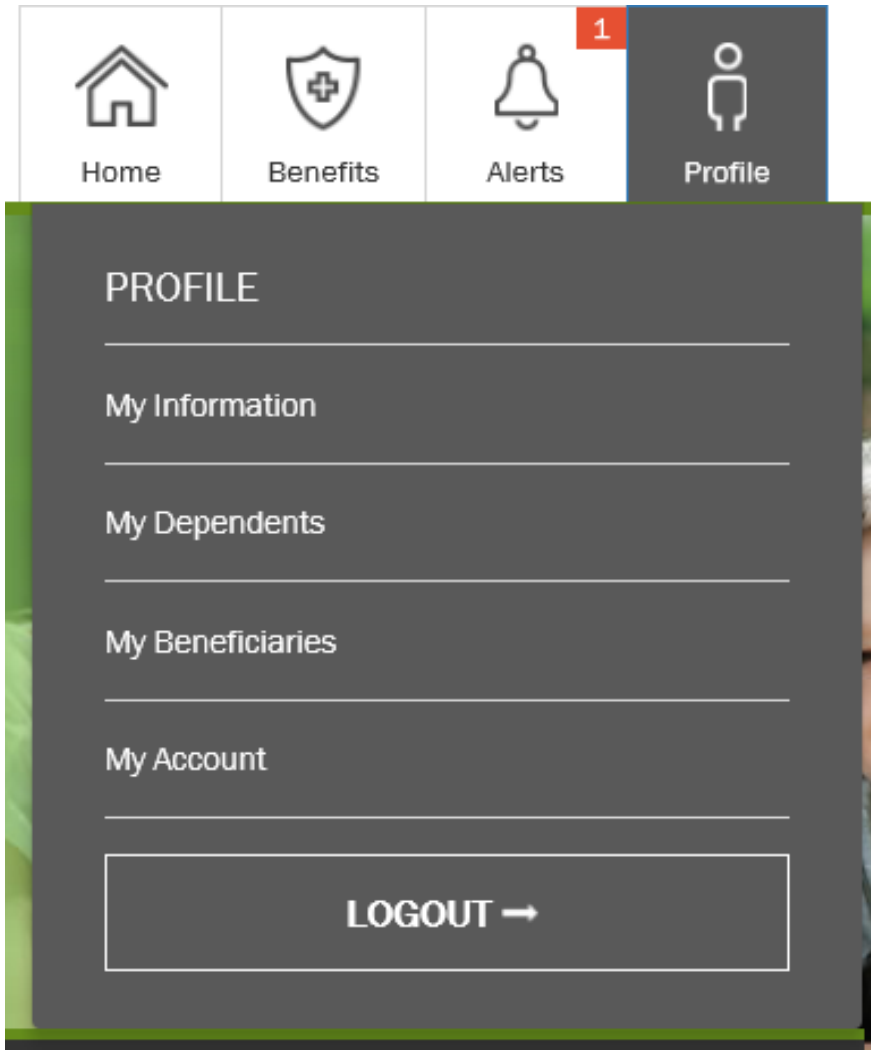 1
Home
Benefits
Alerts
Profile
PROFILE
My Information
My Dependents
My Beneficiaries
My Account
LOGOUT →